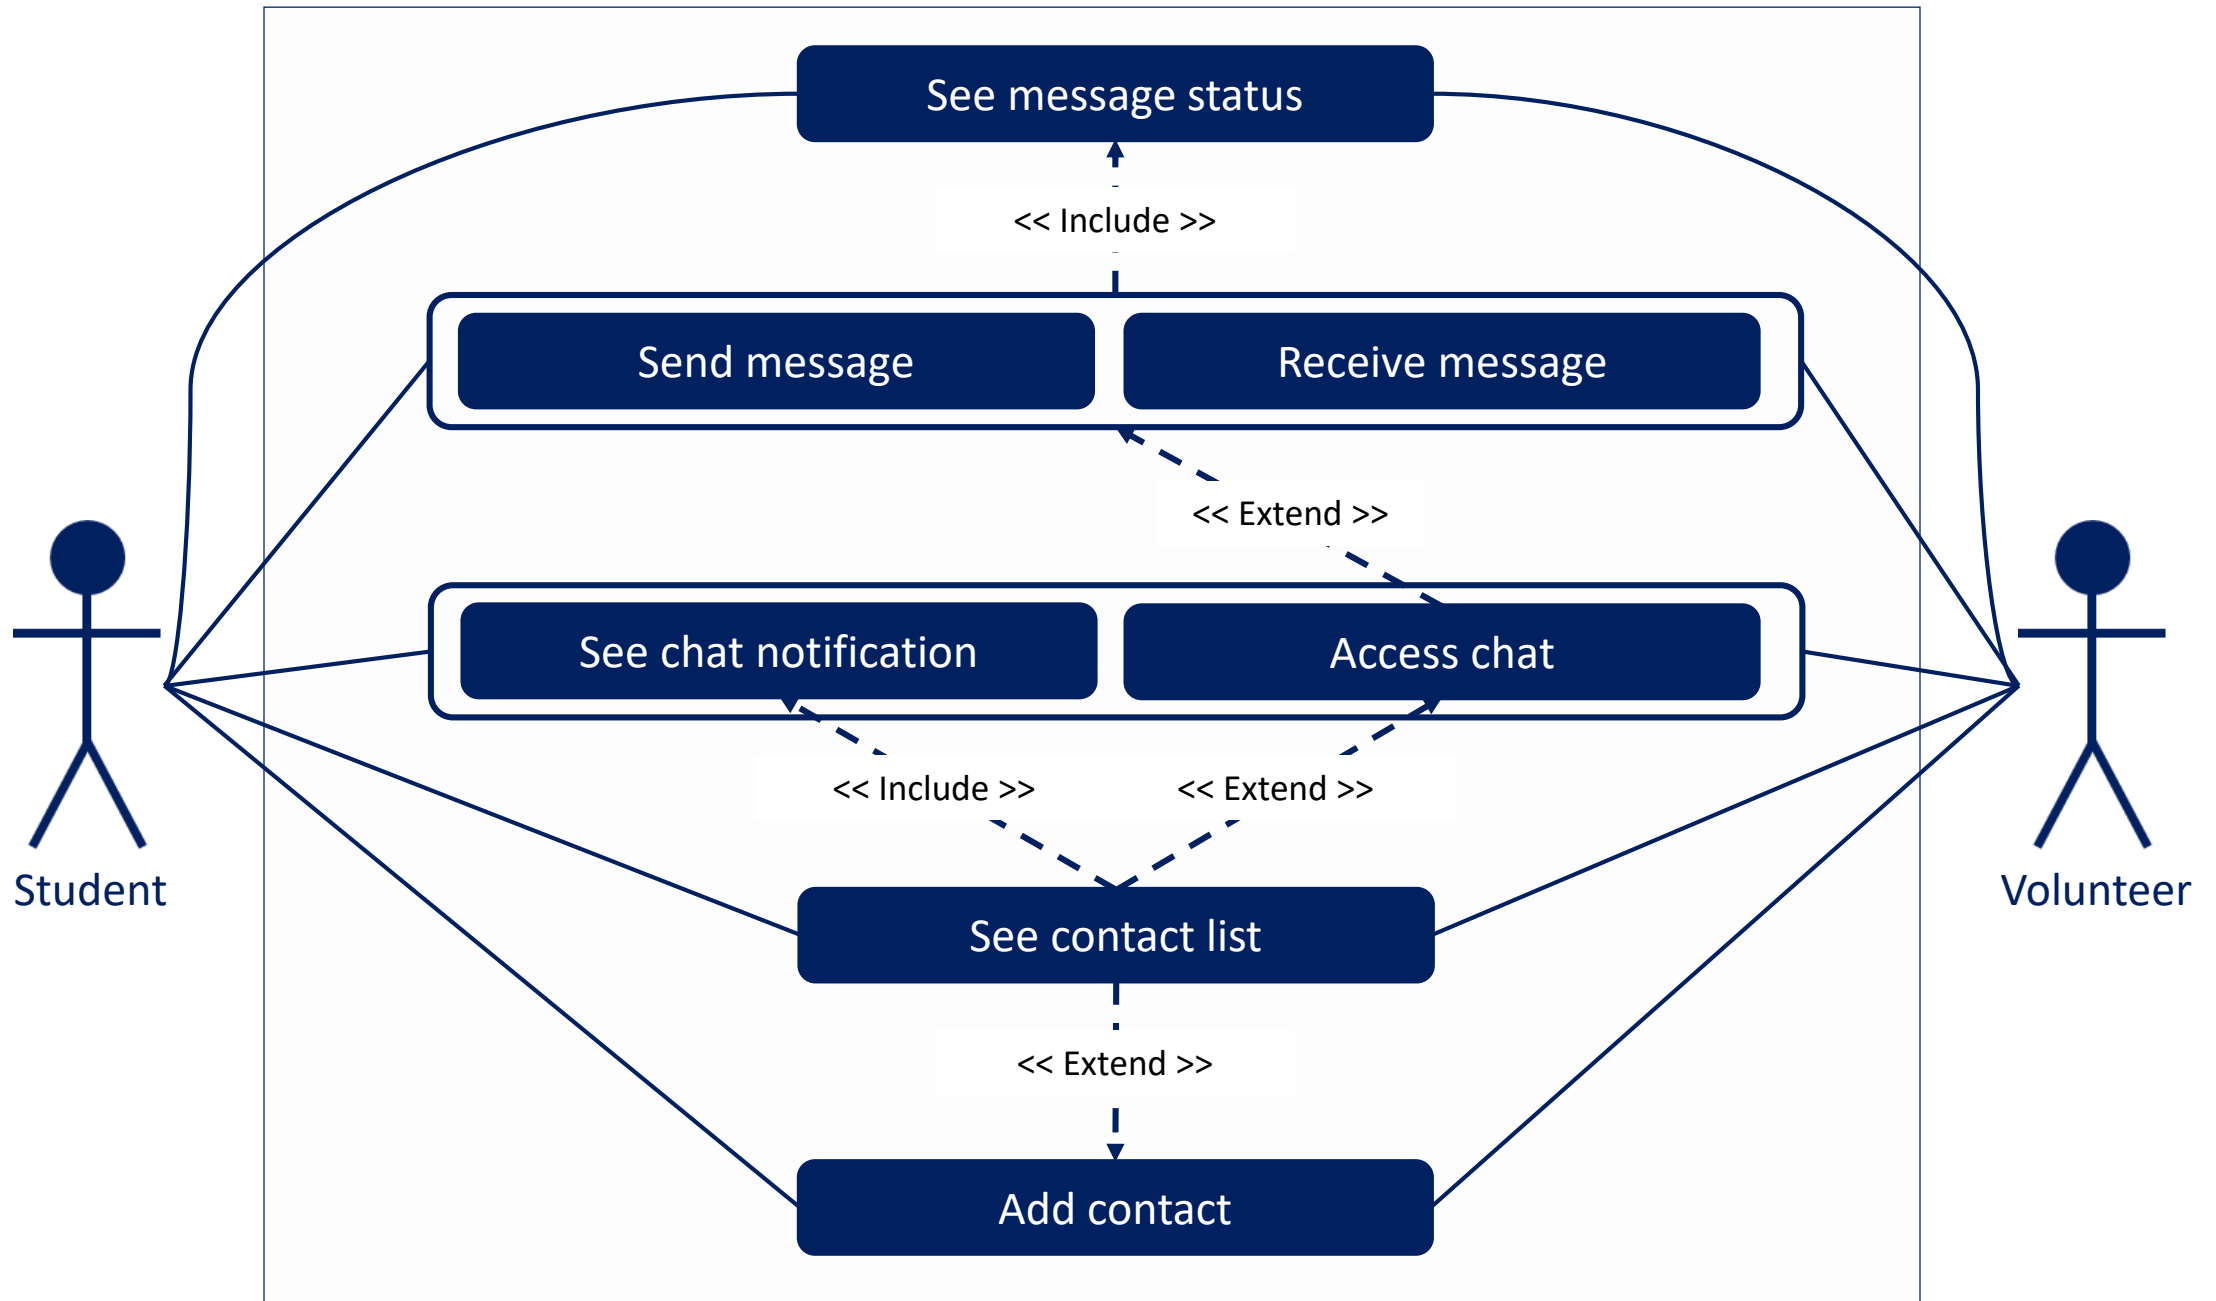 See message status
<< Include >>
Send message
Receive message
<< Extend >>
See chat notification
Access chat
<< Include >>
<< Extend >>
Student
Volunteer
See contact list
<< Extend >>
Add contact